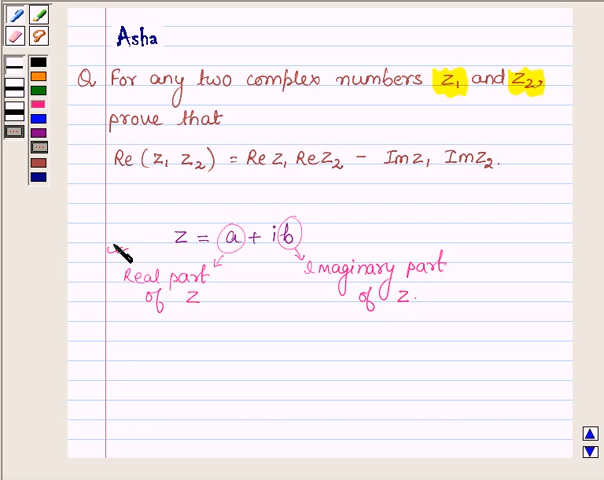 Asha
Q For any two complex numbers z₁ and z₂,
prove that
Re (z₁ z₂) = Re z₁ Re z₂ - Im z₁ Im z₂.
z = a + ib
Real part
of z
Imaginary part
of z.